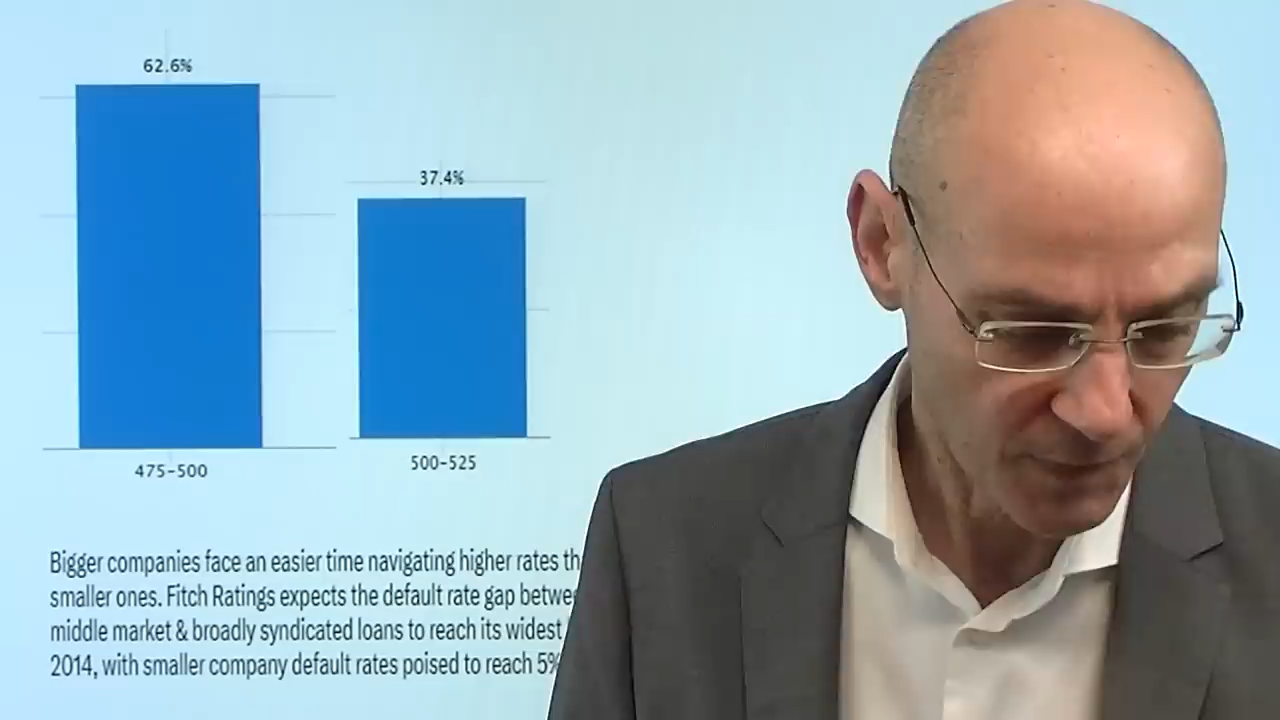 62.6%
37.4%
475-500
500-525
Bigger companies face an easier time navigating higher rates
smaller ones. Fitch Ratings expects the default rate gap
middle market & broadly syndicated loans to reach its widest
2014, with smaller company default rates poised to reach 5%